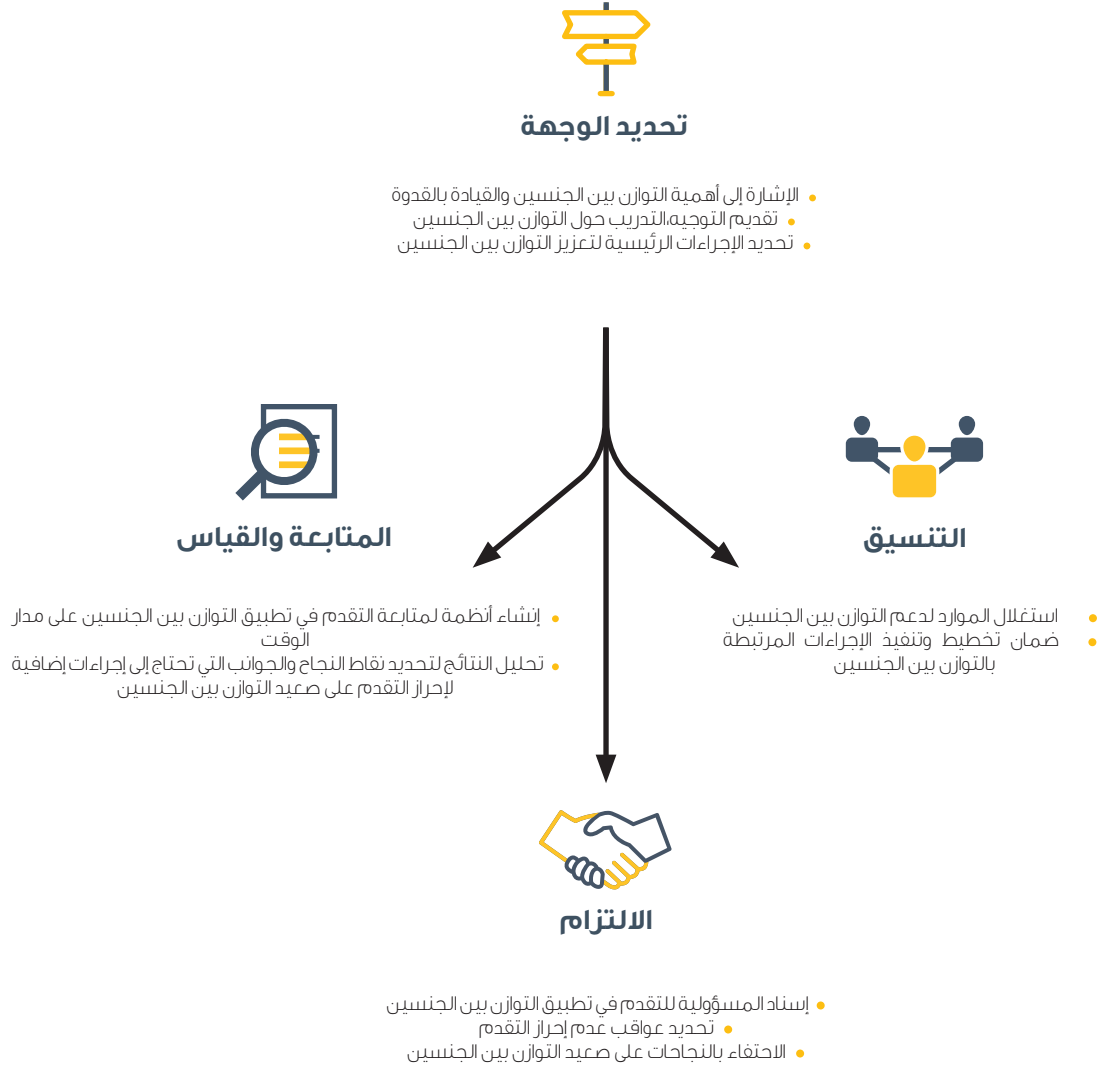 تحديد الوجهة
• الإشارة إلى أهمية التوازن بين الجنسين والقيادة بالقدوة
• تقديم التوجيه،التدريب حول التوازن بين الجنسين
• تحديد الإجراءات الرئيسية لتعزيز التوازن بين الجنسين
التنسيق
• استغلال الموارد لدعم التوازن بين الجنسين
• ضمان تخطيط وتنفيذ الإجراءات المرتبطة
بالتوازن بين الجنسين
المتابعة والقياس
• إنشاء أنظمة لمتابعة التقدم في تطبيق التوازن بين الجنسين على مدار
الوقت
• تحليل النتائج لتحديد نقاط النجاح والجوانب التي تحتاج إلى إجراءات إضافية
لإحراز التقدم على صعيد التوازن بين الجنسين
الالتزام
• إسناد المسؤولية للتقدم في تطبيق التوازن بين الجنسين
• تحديد عواقب عدم إحراز التقدم
• الاحتفاء بالنجاحات على صعيد التوازن بين الجنسين